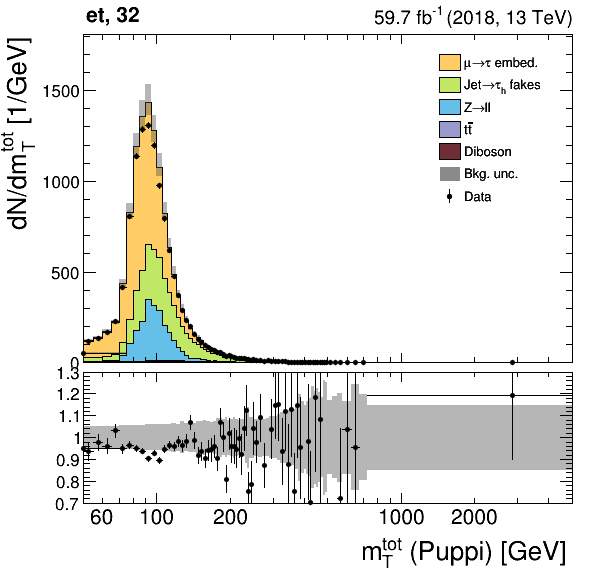 et, 32
59.7 fb⁻¹ (2018, 13 TeV)
dN/dm_T^tot [1/GeV]
1500
1000
500
0
μ→τ embed.
Jet→τ_h fakes
Z→ll
tt̄
Diboson
Bkg. unc.
Data
1.3
1.2
1.1
1
0.9
0.8
0.7
60
100
200
1000
2000
m_T^tot (Puppi) [GeV]